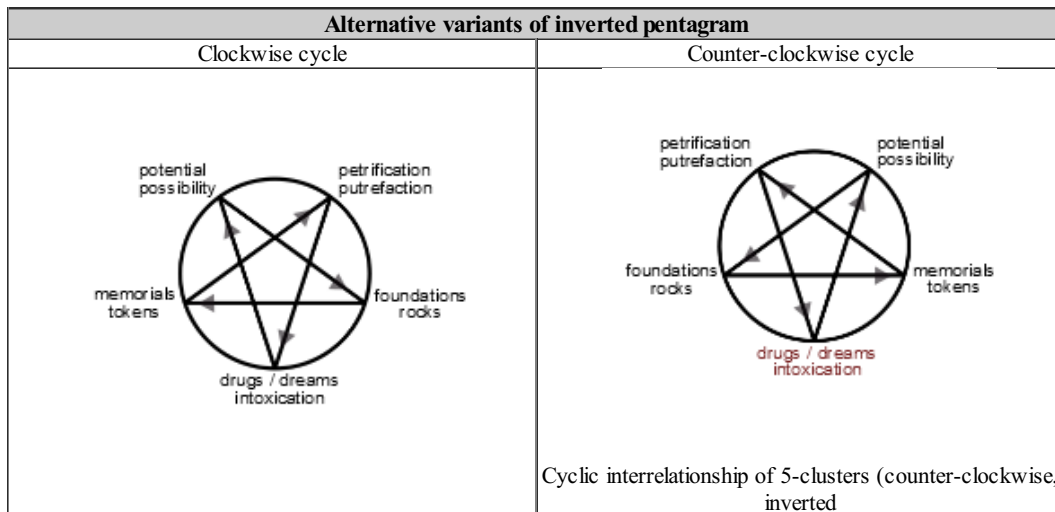 Alternative variants of inverted pentagram
Clockwise cycle
Counter-clockwise cycle
potential
possibility
petrification
putrefaction
memorials
tokens
foundations
rocks
drugs / dreams
intoxication
petrification
putrefaction
potential
possibility
foundations
rocks
memorials
tokens
drugs / dreams
intoxication
Cyclic interrelationship of 5-clusters (counter-clockwise,
inverted